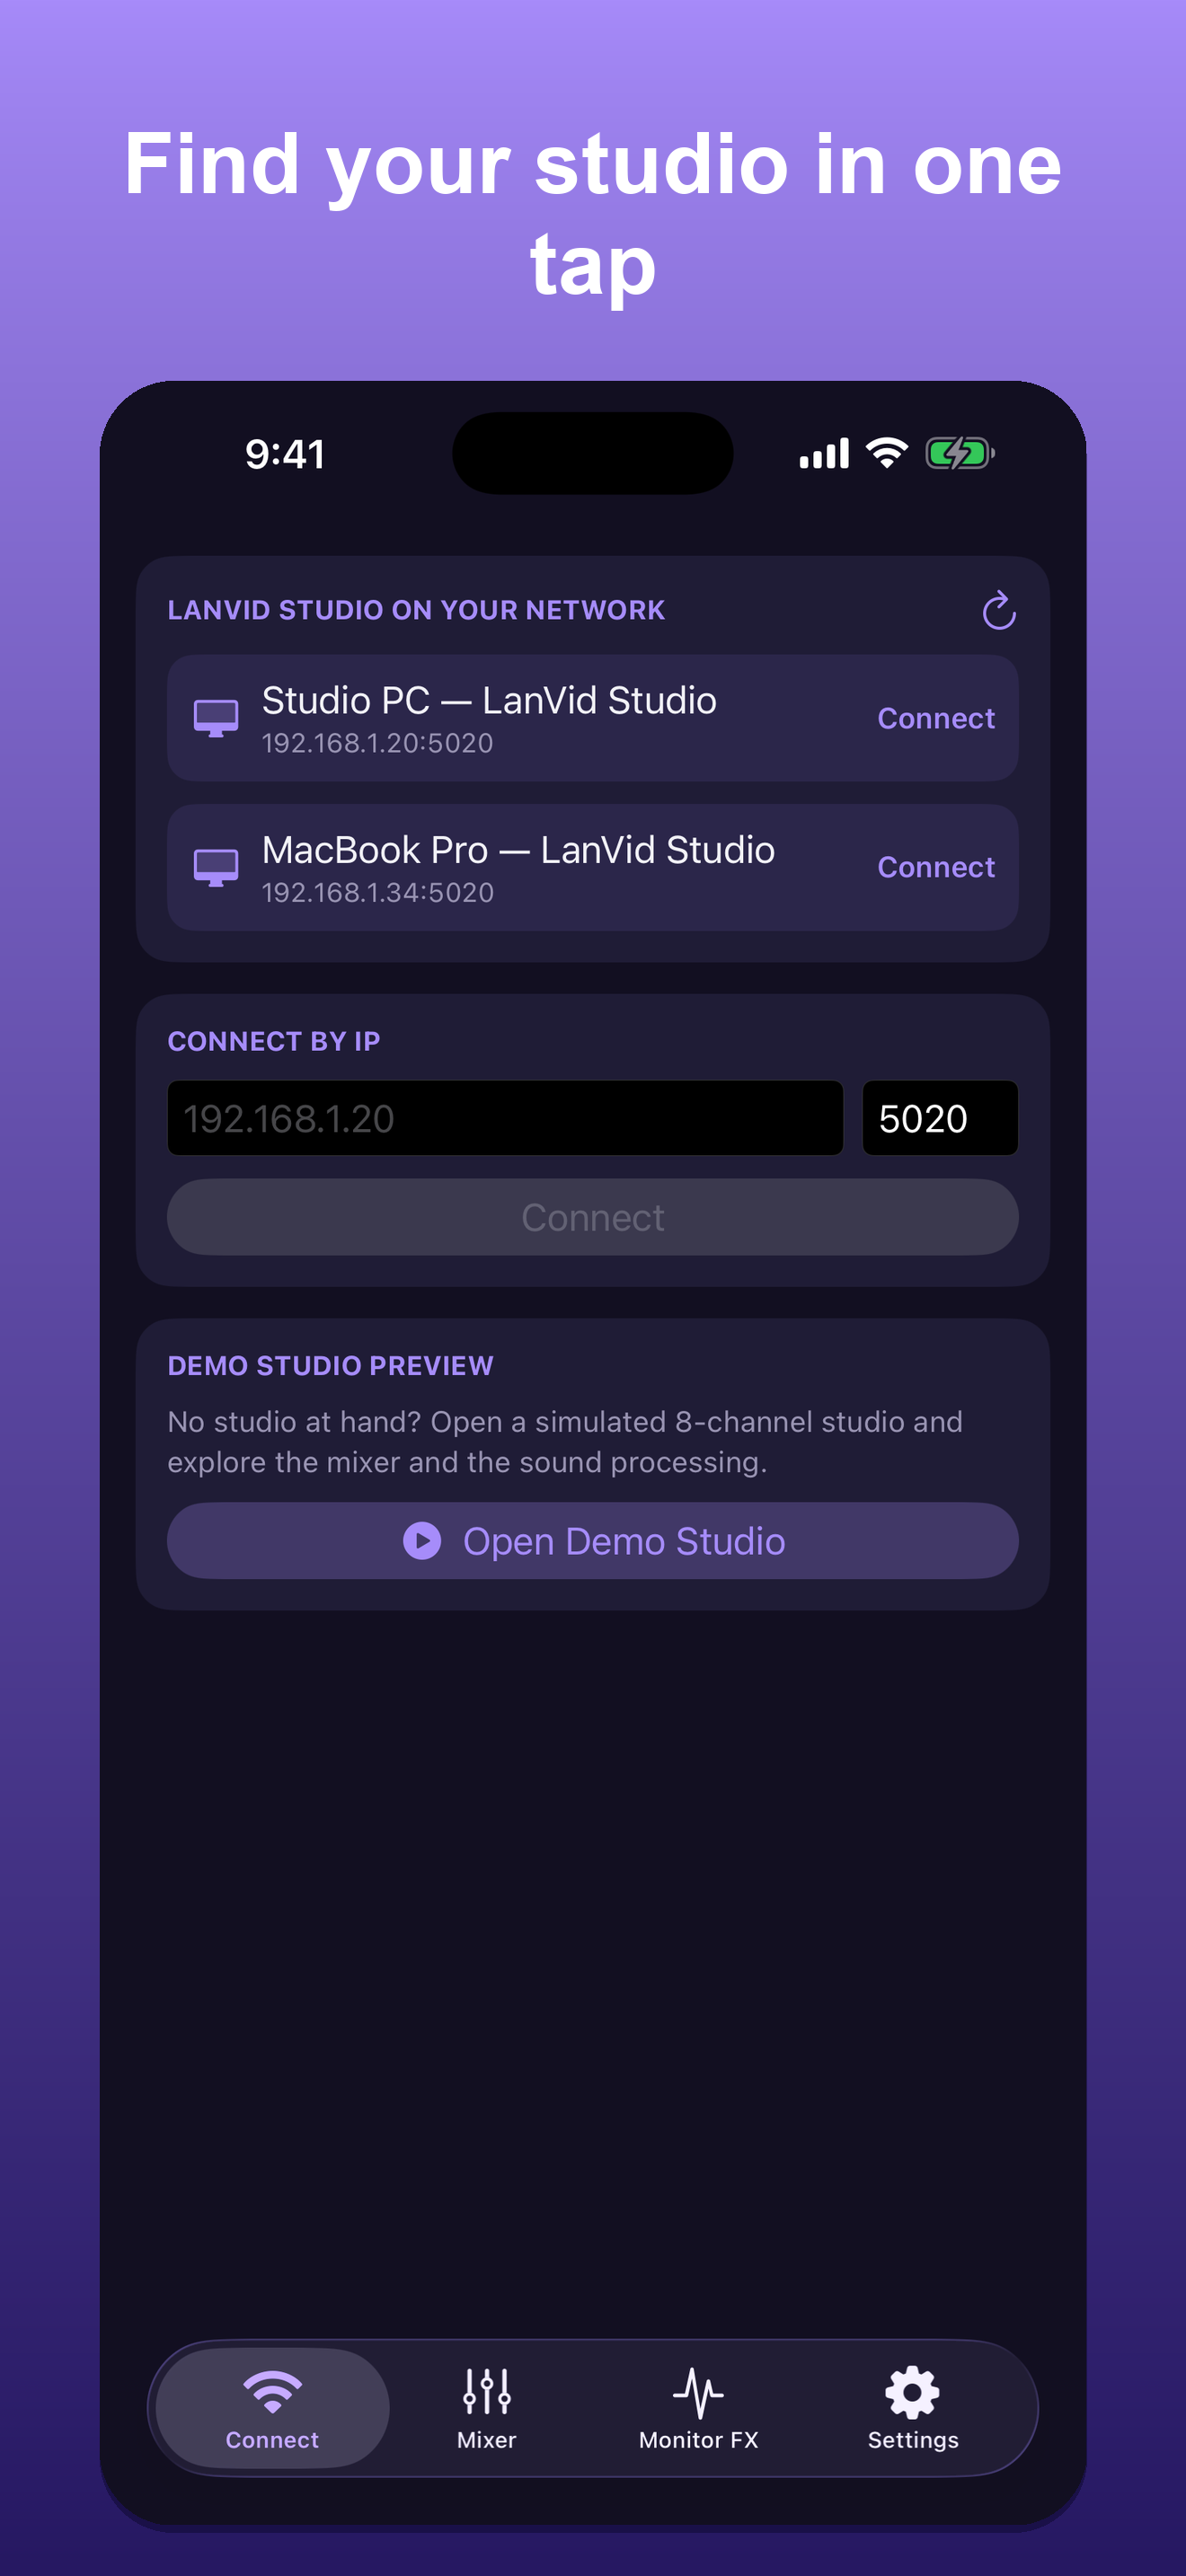 Find your studio in one
tap
9:41
LANVID STUDIO ON YOUR NETWORK
Studio PC — LanVid Studio
192.168.1.20:5020
Connect
MacBook Pro — LanVid Studio
192.168.1.34:5020
Connect
CONNECT BY IP
192.168.1.20
5020
Connect
DEMO STUDIO PREVIEW
No studio at hand? Open a simulated 8-channel studio and
explore the mixer and the sound processing.
Open Demo Studio
Connect
Mixer
Monitor FX
Settings